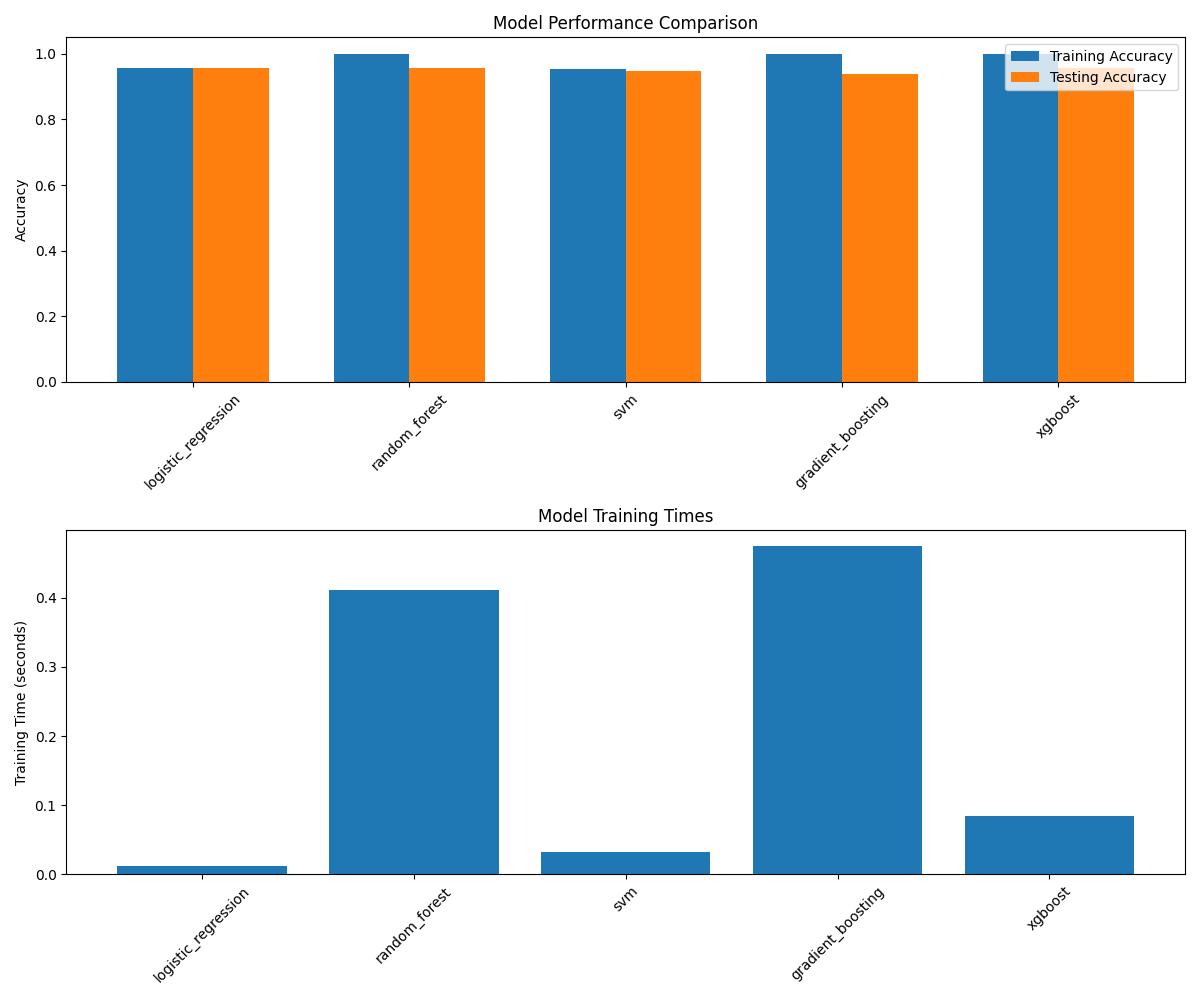 Model Performance Comparison
Training Accuracy
Testing Accuracy
Accuracy
1.0
0.8
0.6
0.4
0.2
0.0
logistic_regression
random_forest
svm
gradient_boosting
xgboost
Model Training Times
Training Time (seconds)
0.4
0.3
0.2
0.1
0.0
logistic_regression
random_forest
svm
gradient_boosting
xgboost